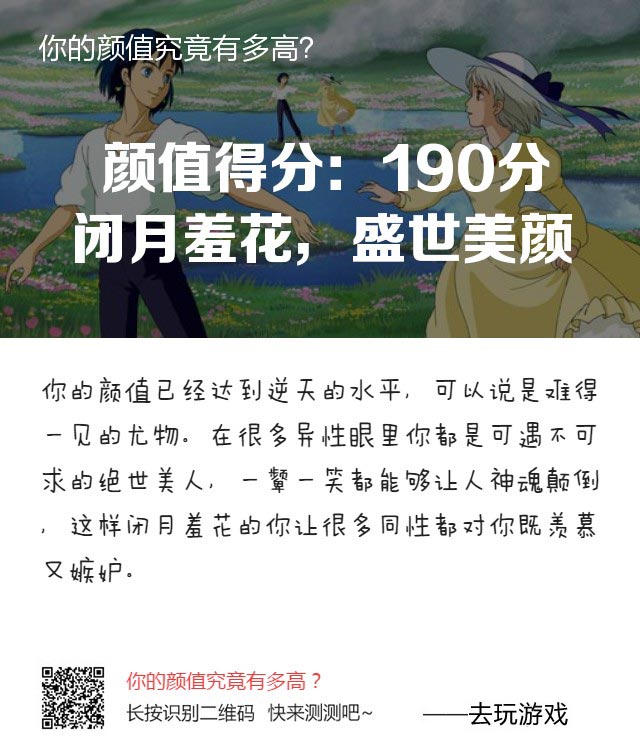 你的颜值究竟有多高?
颜值得分：190分
闭月羞花，盛世美颜
你的颜值已经达到逆天的水平，可以说是难得
一见的尤物。在很多异性眼里你都是可遇不可
求的绝世美人，一颦一笑都能够让人神魂颠倒
，这样闭月羞花的你让很多同性都对你既羡慕
又嫉妒。
你的颜值究竟有多高？
长按识别二维码 快来测测吧~
——去玩游戏